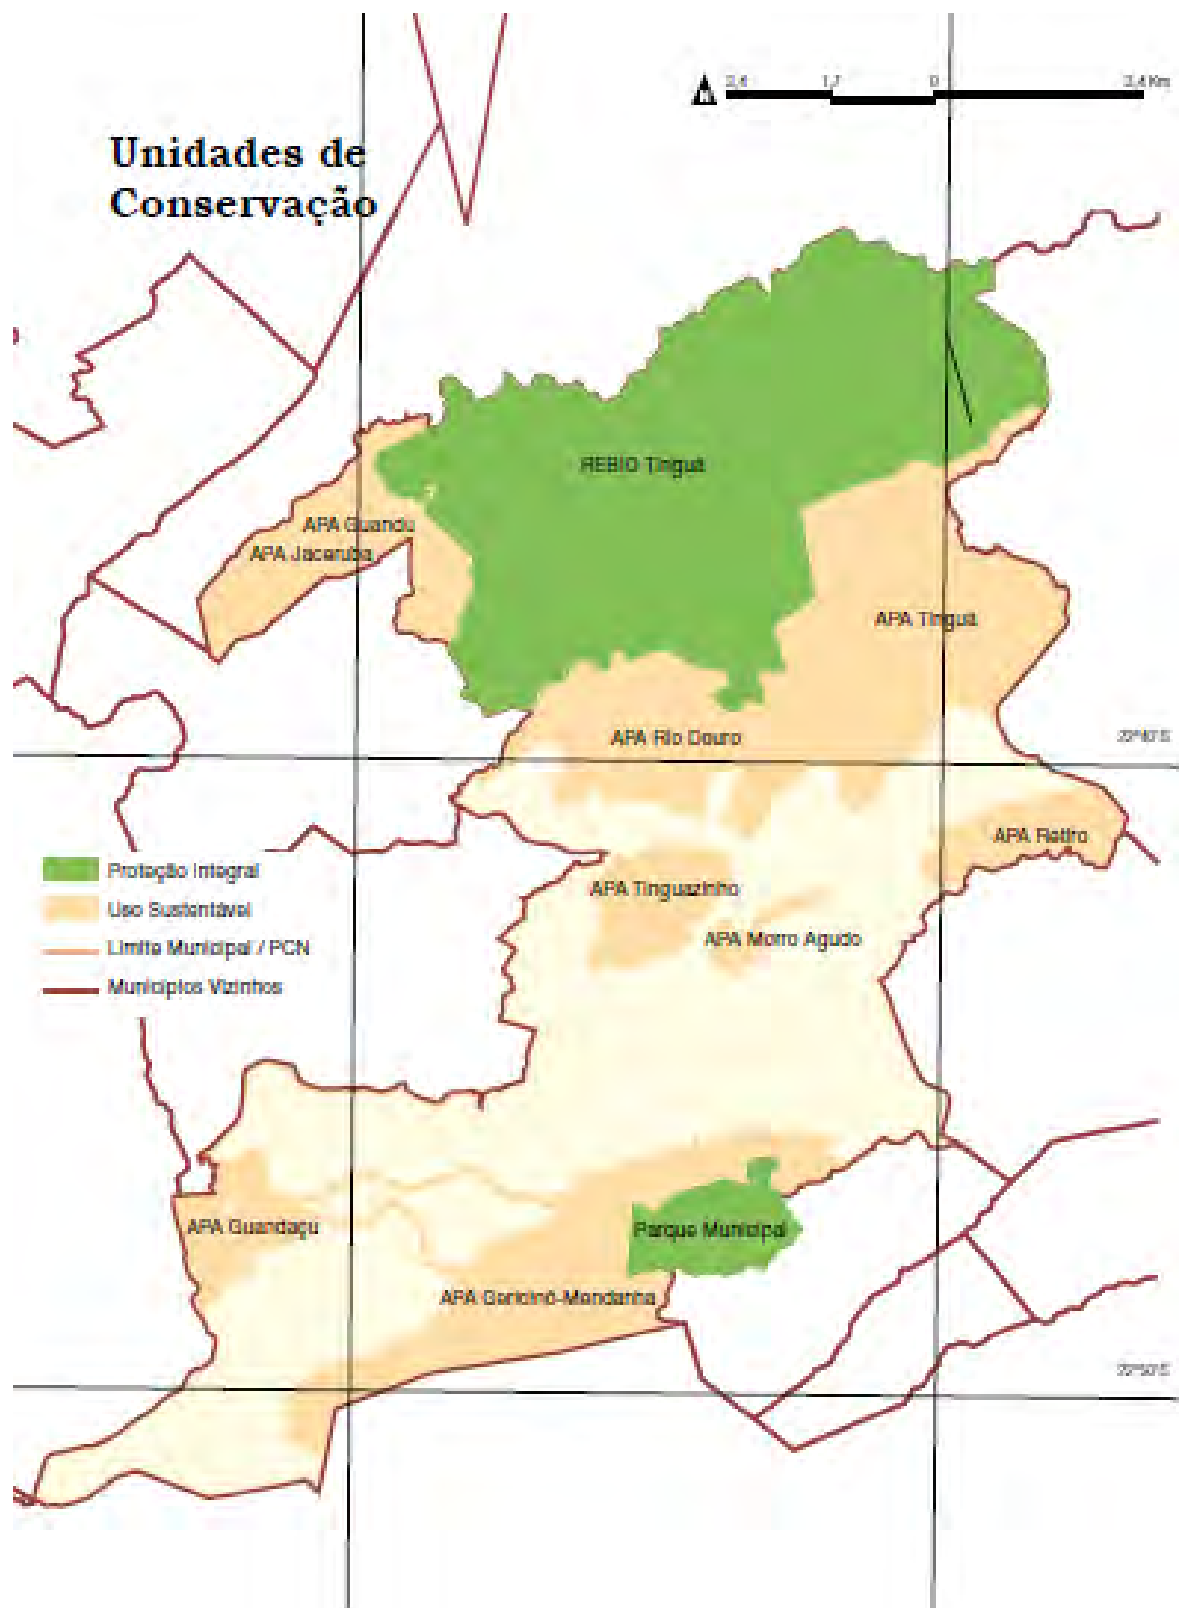 2,4 1,7 0 2,4 Km
N
Unidades de
Conservação
REBIO Tinguá
APA Guandu
APA Jaceruba
APA Tinguá
APA Rio Douro
22°40'S
APA Retiro
Proteção Integral
Uso Sustentável
Limite Municipal / PCN
Municípios Vizinhos
APA Tinguazinho
APA Morro Agudo
APA Guandaçu
Parque Municipal
APA Gericinó-Mendanha
22°50'S